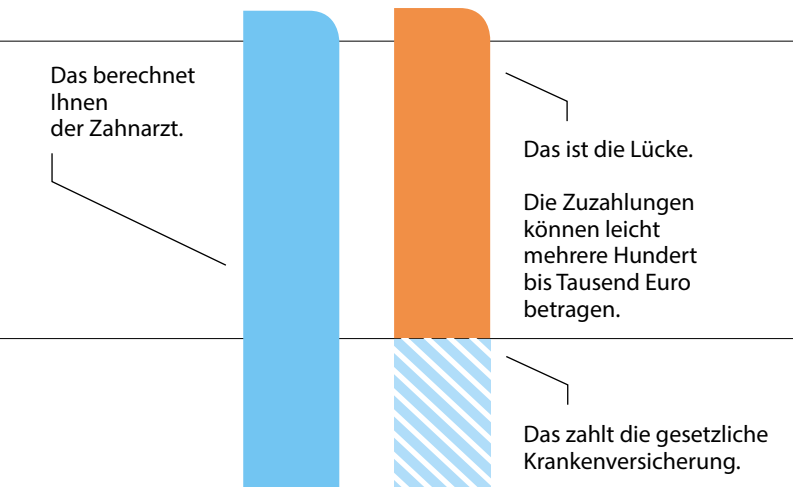 Das berechnet
Ihnen
der Zahnarzt.
Das ist die Lücke.
Die Zuzahlungen
können leicht
mehrere Hundert
bis Tausend Euro
betragen.
Das zahlt die gesetzliche
Krankenversicherung.